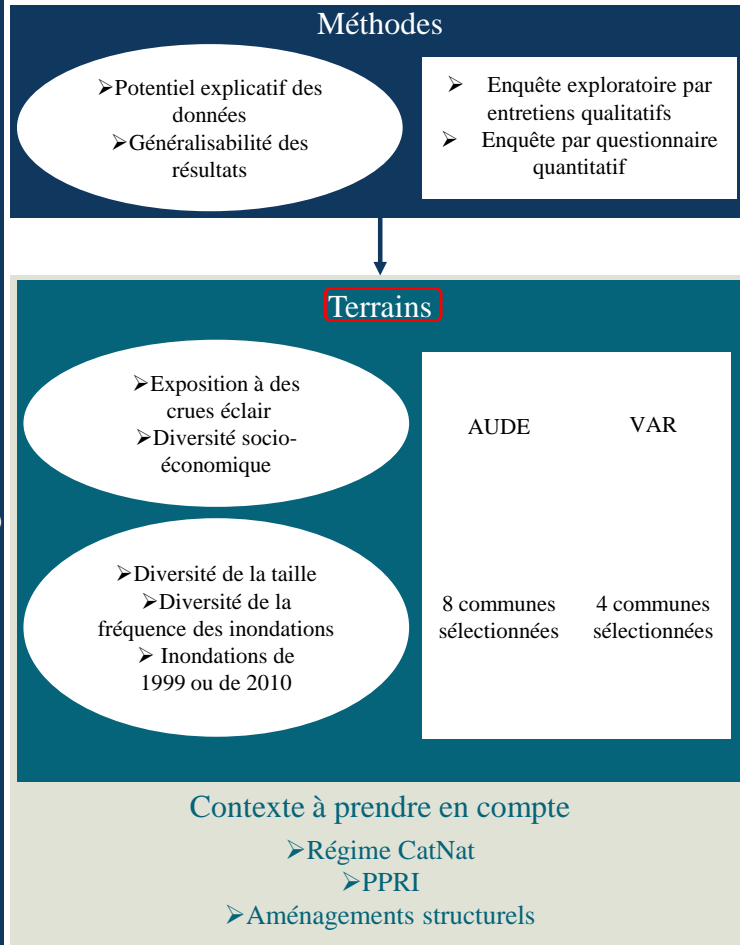 Méthodes
➢Potentiel explicatif des
données
➢Généralisabilité des
résultats
➢ Enquête exploratoire par
entretiens qualitatifs
➢ Enquête par questionnaire
quantitatif
Terrains
➢Exposition à des
crues éclair
➢Diversité socio-
économique
AUDE
VAR
➢Diversité de la taille
➢Diversité de la
fréquence des inondations
➢ Inondations de
1999 ou de 2010
8 communes
sélectionnées
4 communes
sélectionnées
Contexte à prendre en compte
➢Régime CatNat
➢PPRI
➢Aménagements structurels